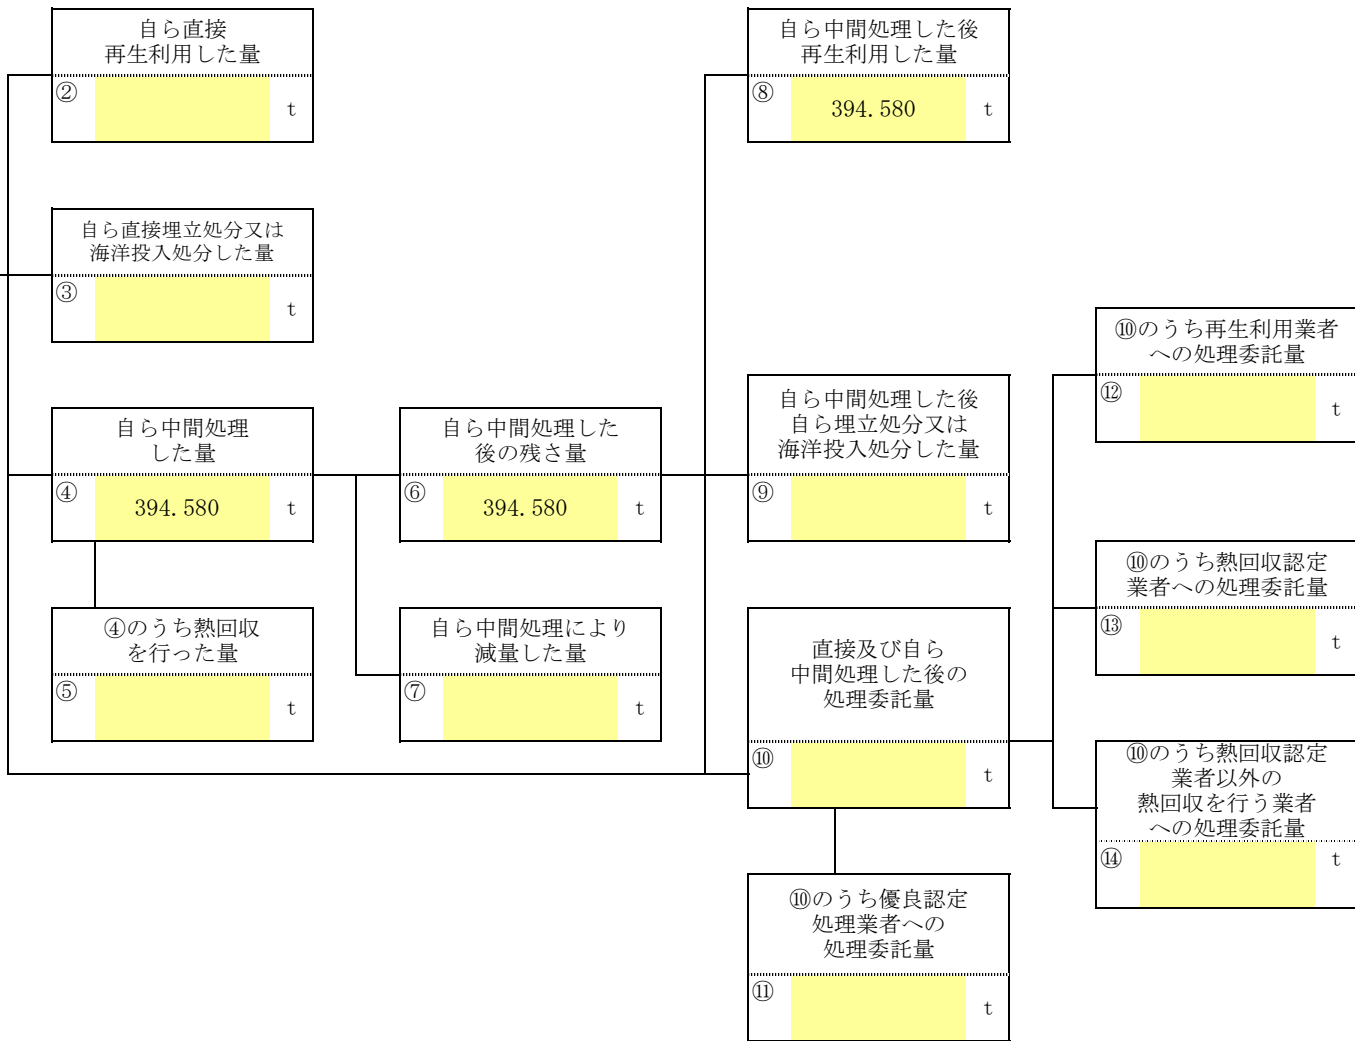 自ら直接
再生利用した量
②
t
自ら直接埋立処分又は
海洋投入処分した量
③
t
自ら中間処理
した量
④
394.580
t
④のうち熱回収
を行った量
⑤
t
自ら中間処理した
後の残さ量
⑥
394.580
t
自ら中間処理により
減量した量
⑦
t
自ら中間処理した後
再生利用した量
⑧
394.580
t
自ら中間処理した後
自ら埋立処分又は
海洋投入処分した量
⑨
t
直接及び自ら
中間処理した後の
処理委託量
⑩
t
⑩のうち優良認定
処理業者への
処理委託量
⑪
t
⑩のうち再生利用業者
への処理委託量
⑫
t
⑩のうち熱回収認定
業者への処理委託量
⑬
t
⑩のうち熱回収認定
業者以外の
熱回収を行う業者
への処理委託量
⑭
t